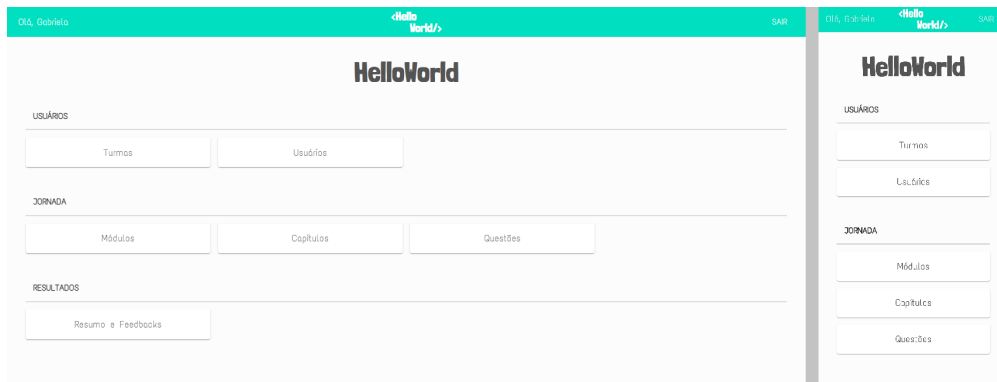 Olá, Gabriela
<Hello
World/>
SAIR
HelloWorld
USUÁRIOS
Turmas
Usuários
JORNADA
Módulos
Capítulos
Questões
RESULTADOS
Resumo e Feedbacks
Olá, Gabriela
<Hello
World/>
SAIR
HelloWorld
USUÁRIOS
Turmas
Usuários
JORNADA
Módulos
Capítulos
Questões